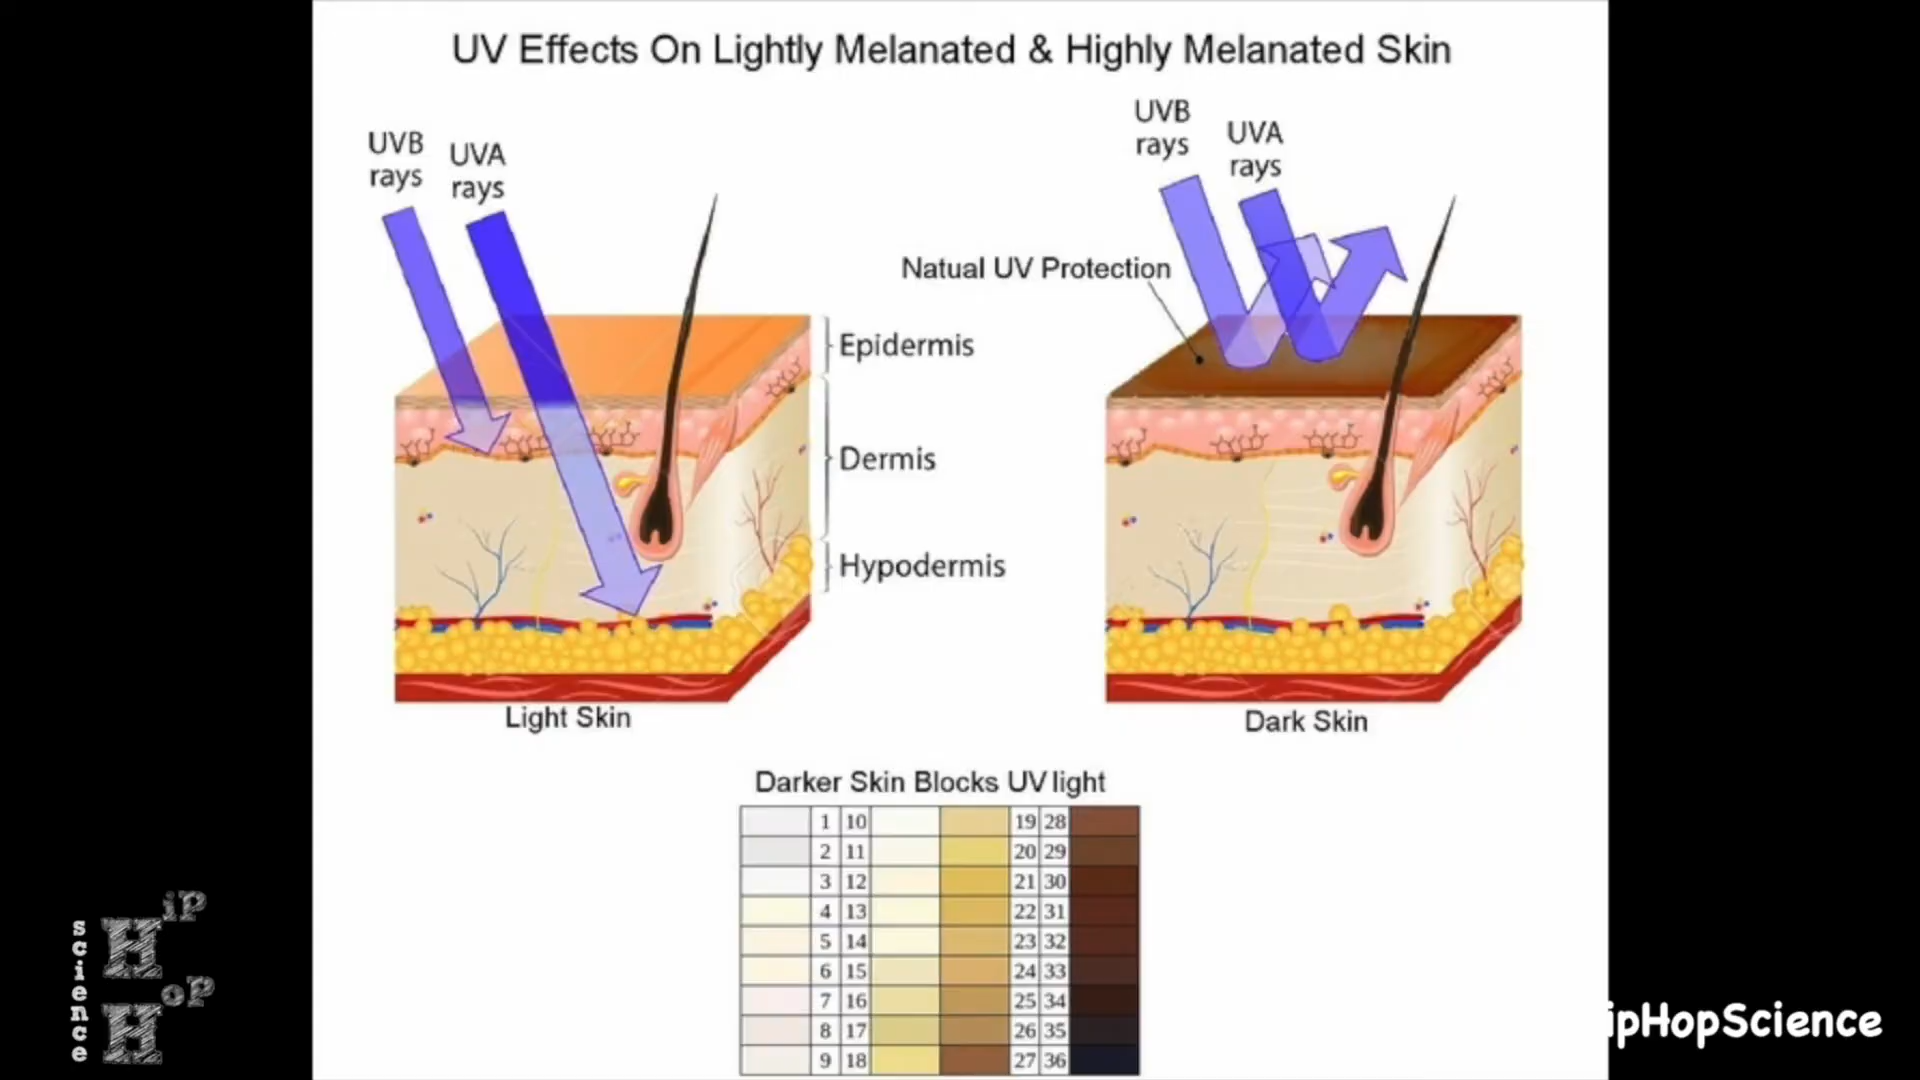 UV Effects On Lightly Melanated & Highly Melanated Skin
UVB
rays
UVA
rays
UVB
rays
UVA
rays
Natual UV Protection
Epidermis
Dermis
Hypodermis
Light Skin
Dark Skin
Darker Skin Blocks UV light
1 10 19 28
2 11 20 29
3 12 21 30
4 13 22 31
5 14 23 32
6 15 24 33
7 16 25 34
8 17 26 35
9 18 27 36
science
HiP
HoP
ipHopScience